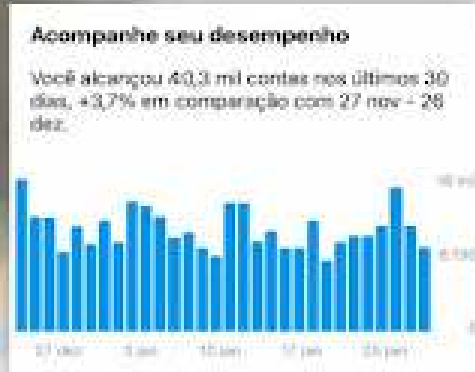 Acompanhe seu desempenho
Você alcançou 40,3 mil contas nos últimos 30
dias, +3,7% em comparação com 27 nov - 26
dez.